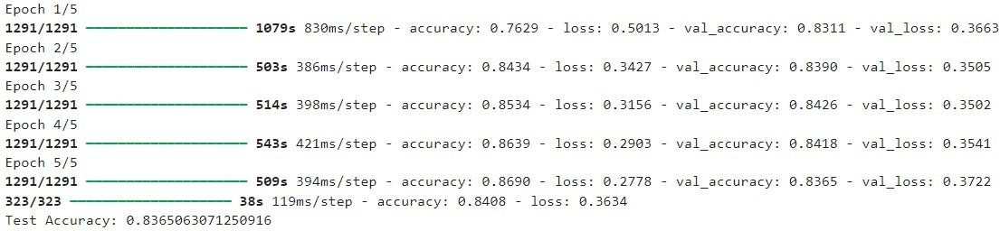 Epoch 1/5
1291/1291 ━━━━━━━━━━━━━━━━━━━━ 1079s 830ms/step - accuracy: 0.7629 - loss: 0.5013 - val_accuracy: 0.8311 - val_loss: 0.3663
Epoch 2/5
1291/1291 ━━━━━━━━━━━━━━━━━━━━ 503s 386ms/step - accuracy: 0.8434 - loss: 0.3427 - val_accuracy: 0.8390 - val_loss: 0.3505
Epoch 3/5
1291/1291 ━━━━━━━━━━━━━━━━━━━━ 514s 398ms/step - accuracy: 0.8534 - loss: 0.3156 - val_accuracy: 0.8426 - val_loss: 0.3502
Epoch 4/5
1291/1291 ━━━━━━━━━━━━━━━━━━━━ 543s 421ms/step - accuracy: 0.8639 - loss: 0.2903 - val_accuracy: 0.8418 - val_loss: 0.3541
Epoch 5/5
1291/1291 ━━━━━━━━━━━━━━━━━━━━ 509s 394ms/step - accuracy: 0.8690 - loss: 0.2778 - val_accuracy: 0.8365 - val_loss: 0.3722
323/323 ━━━━━━━━━━━━━━━━━━━━ 38s 119ms/step - accuracy: 0.8408 - loss: 0.3634
Test Accuracy: 0.8365063071250916